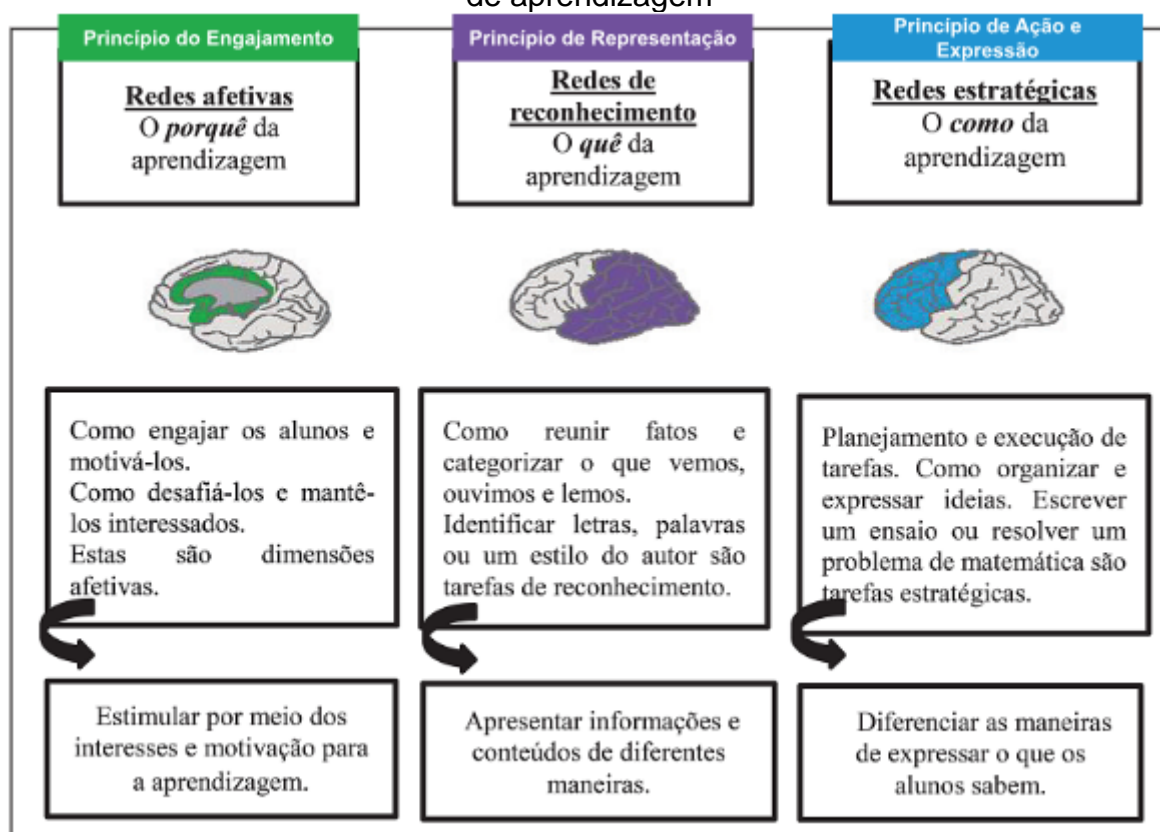 de aprendizagem
Princípio do Engajamento
Redes afetivas
O porquê da
aprendizagem
Como engajar os alunos e
motivá-los.
Como desafiá-los e mantê-
los interessados.
Estas são dimensões
afetivas.
Estimular por meio dos
interesses e motivação para
a aprendizagem.
Princípio de Representação
Redes de
reconhecimento
O quê da
aprendizagem
Como reunir fatos e
categorizar o que vemos,
ouvimos e lemos.
Identificar letras, palavras
ou um estilo do autor são
tarefas de reconhecimento.
Apresentar informações e
conteúdos de diferentes
maneiras.
Princípio de Ação e
Expressão
Redes estratégicas
O como da
aprendizagem
Planejamento e execução de
tarefas. Como organizar e
expressar ideias. Escrever
um ensaio ou resolver um
problema de matemática são
tarefas estratégicas.
Diferenciar as maneiras
de expressar o que os
alunos sabem.